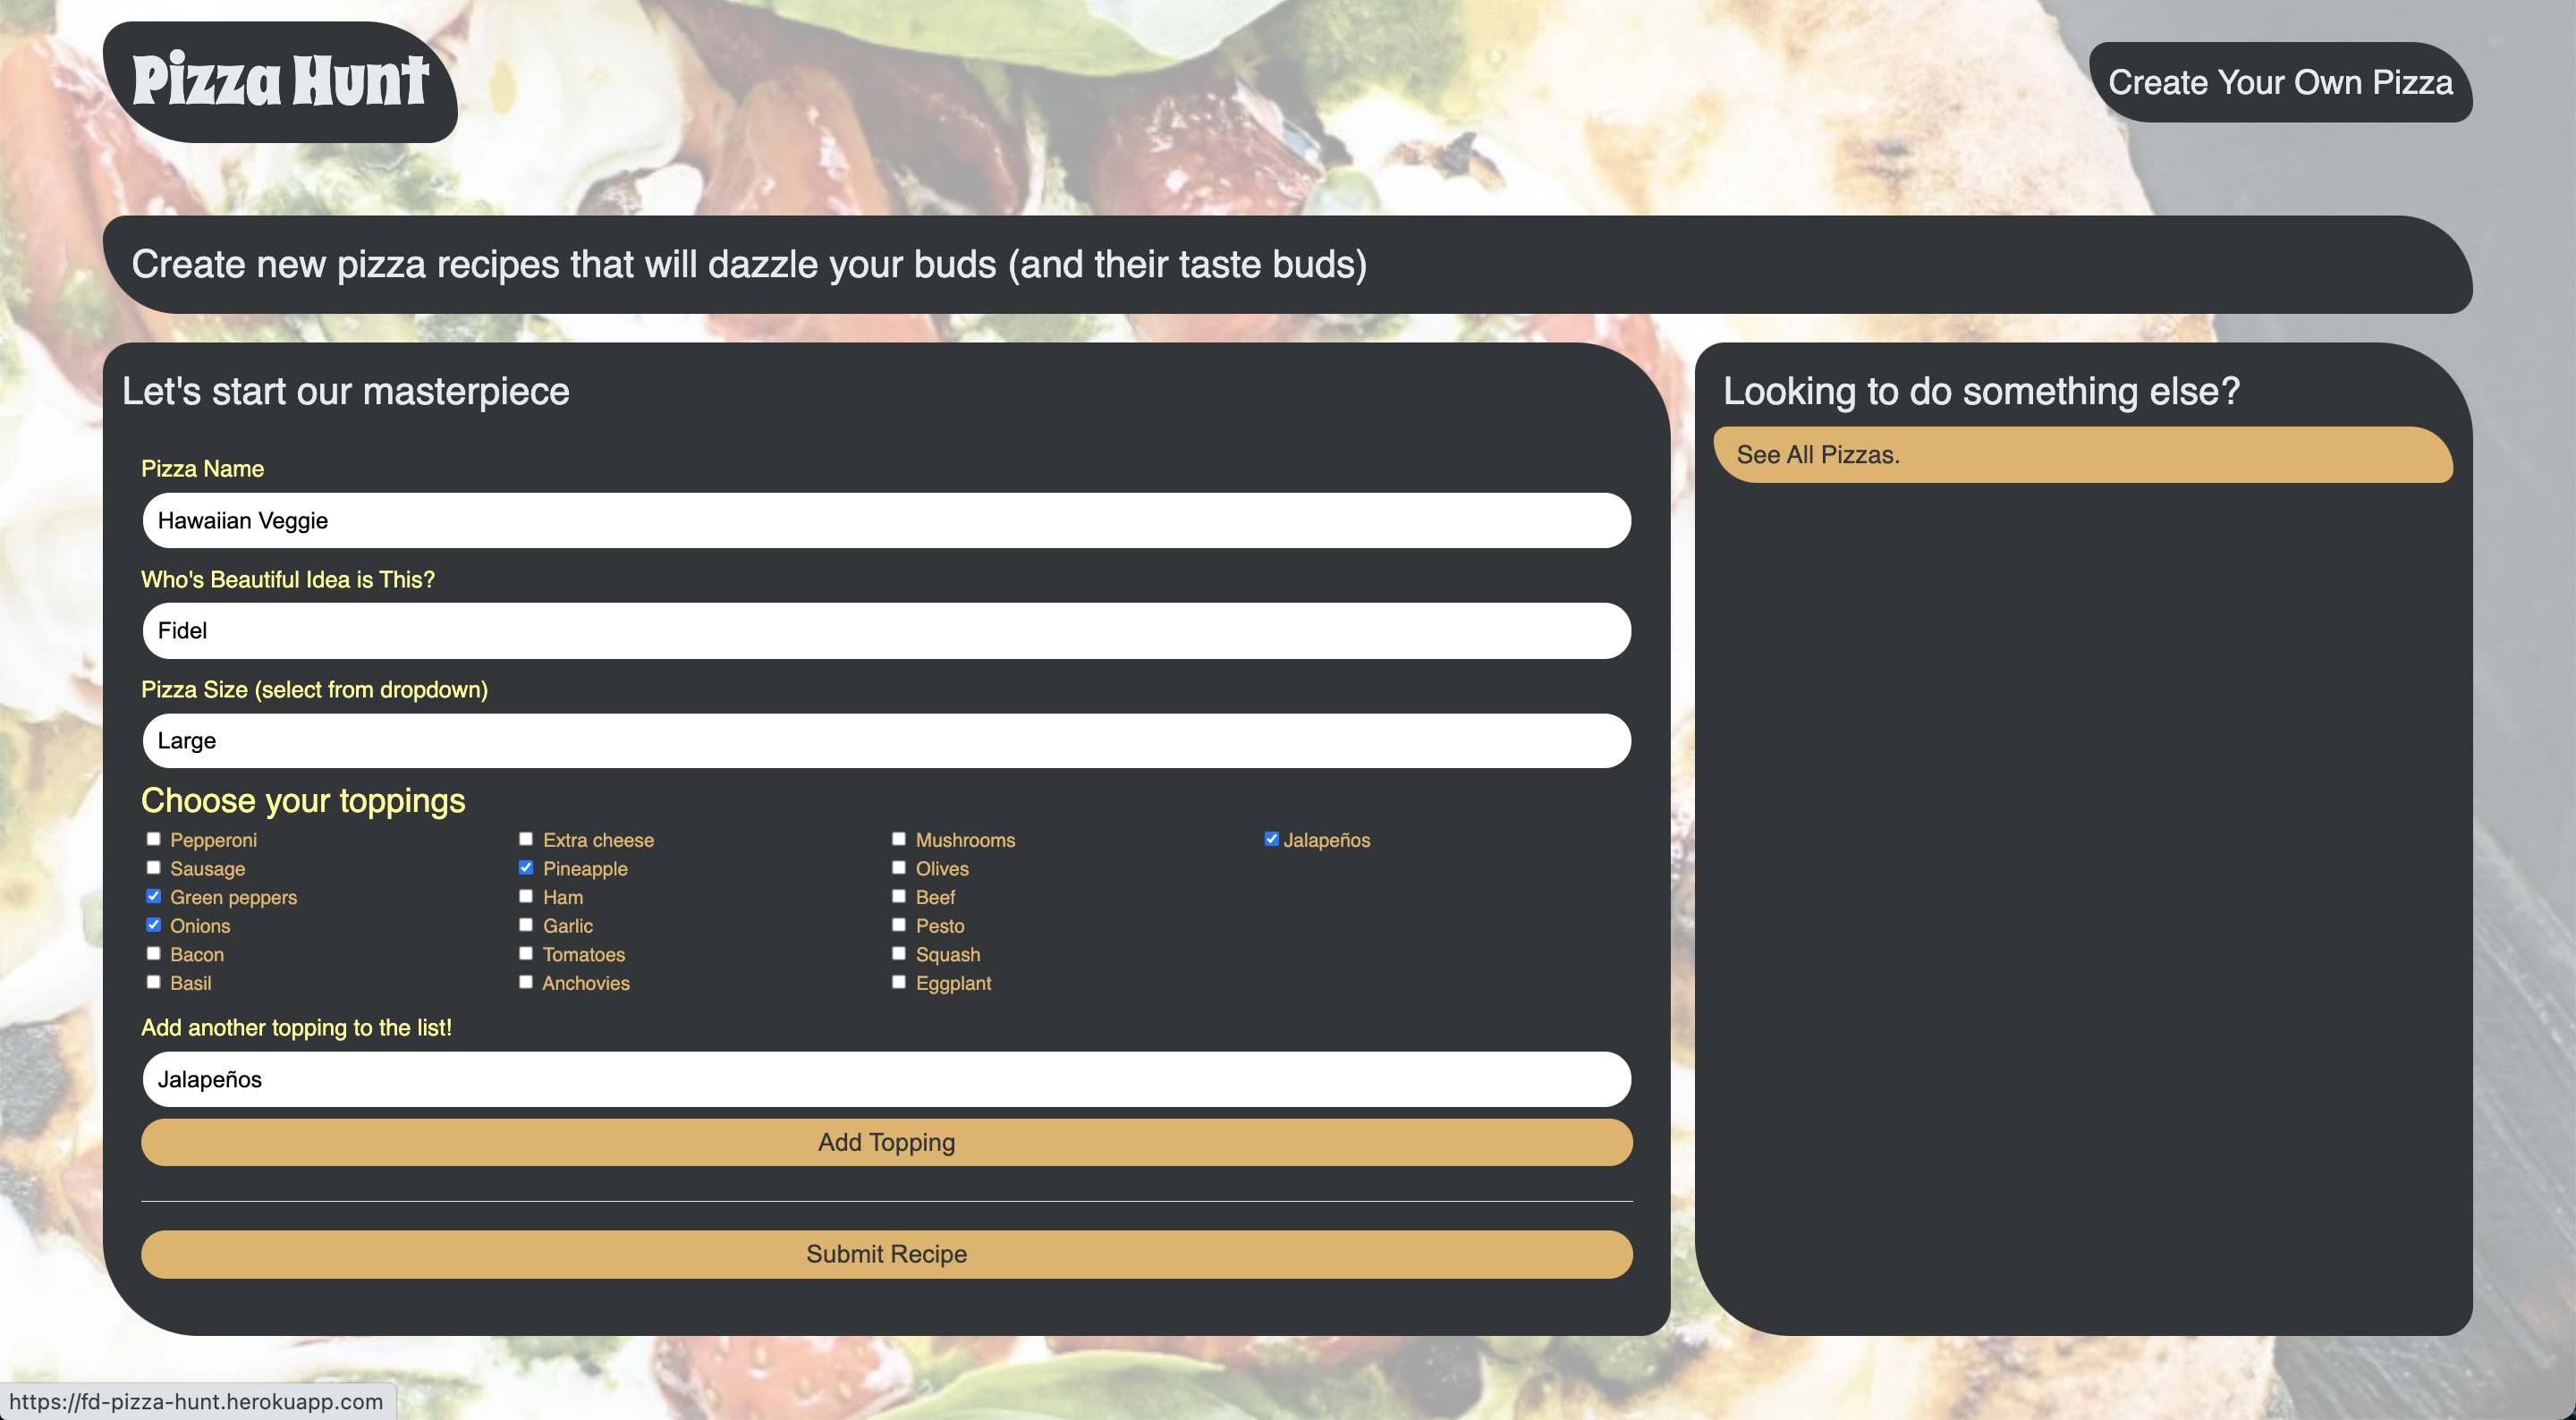 Pizza Hunt
Create Your Own Pizza
Create new pizza recipes that will dazzle your buds (and their taste buds)
Let's start our masterpiece
Pizza Name
Hawaiian Veggie
Who's Beautiful Idea is This?
Fidel
Pizza Size (select from dropdown)
Large
Choose your toppings
Pepperoni
Sausage
Green peppers
Onions
Bacon
Basil
Extra cheese
Pineapple
Ham
Garlic
Tomatoes
Anchovies
Mushrooms
Olives
Beef
Pesto
Squash
Eggplant
Jalapeños
Add another topping to the list!
Jalapeños
Add Topping
Submit Recipe
Looking to do something else?
See All Pizzas.
https://fd-pizza-hunt.herokuapp.com